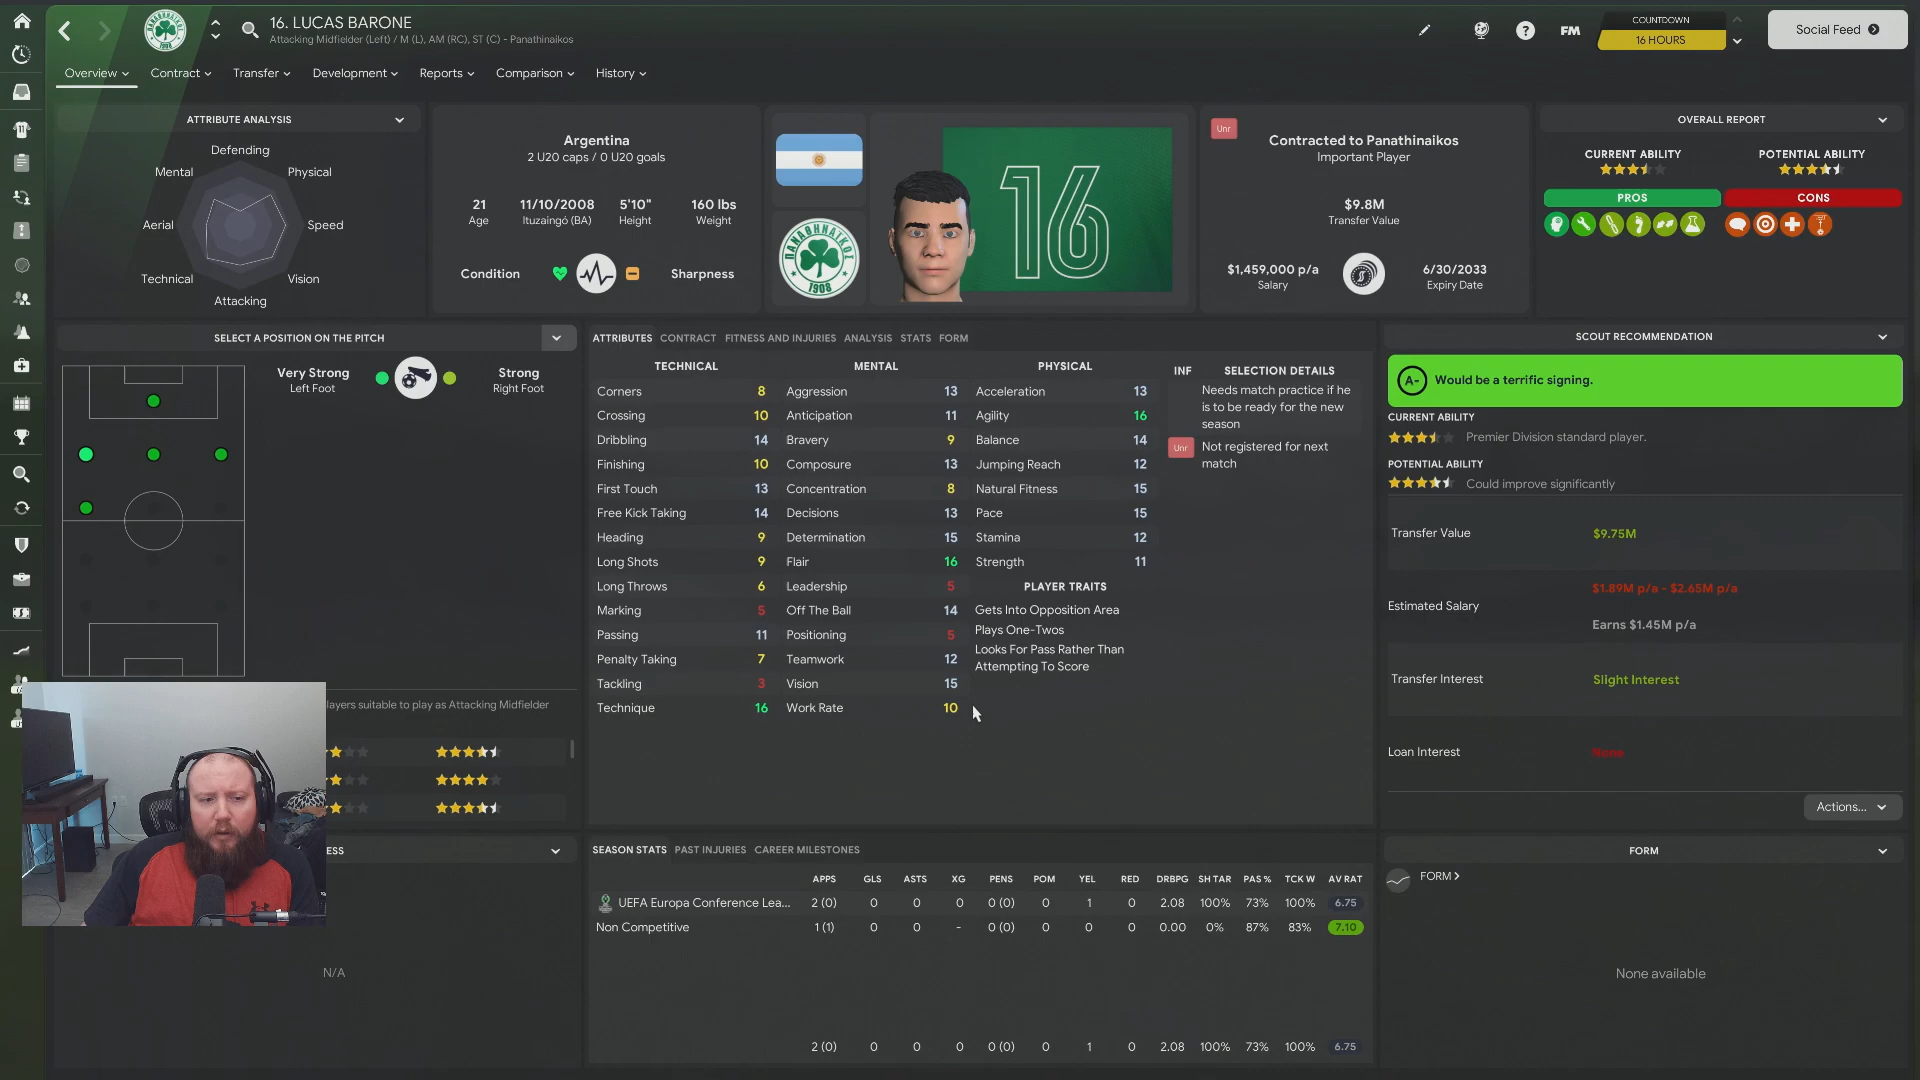 16. LUCAS BARONE
Attacking Midfielder (Left) / M (L), AM (RC), ST (C) - Panathinaikos
FM
COUNTDOWN
16 HOURS
Social Feed
Overview
Contract
Transfer
Development
Reports
Comparison
History
ATTRIBUTE ANALYSIS
Defending
Mental
Physical
Aerial
Speed
Technical
Vision
Attacking
Argentina
2 U20 caps / 0 U20 goals
21 11/10/2008 5'10" 160 lbs
Age Ituzaingó (BA) Height Weight
Condition
Sharpness
ΠΑΝΑΘΗΝΑΪΚΟΣ
1908
16
Unr
Contracted to Panathinaikos
Important Player
$9.8M
Transfer Value
$1,459,000 p/a
Salary
6/30/2033
Expiry Date
OVERALL REPORT
CURRENT ABILITY
POTENTIAL ABILITY
PROS
CONS
SELECT A POSITION ON THE PITCH
Very Strong
Left Foot
Strong
Right Foot
layers suitable to play as Attacking Midfielder
ESS
N/A
ATTRIBUTES CONTRACT FITNESS AND INJURIES ANALYSIS STATS FORM
TECHNICAL MENTAL PHYSICAL
Corners 8 Aggression 13 Acceleration 13
Crossing 10 Anticipation 11 Agility 16
Dribbling 14 Bravery 9 Balance 14
Finishing 10 Composure 13 Jumping Reach 12
First Touch 13 Concentration 8 Natural Fitness 15
Free Kick Taking 14 Decisions 13 Pace 15
Heading 9 Determination 15 Stamina 12
Long Shots 9 Flair 16 Strength 11
Long Throws 6 Leadership 5 PLAYER TRAITS
Marking 5 Off The Ball 14 Gets Into Opposition Area
Passing 11 Positioning 5 Plays One-Twos
Penalty Taking 7 Teamwork 12 Looks For Pass Rather Than
Attempting To Score
Tackling 3 Vision 15
Technique 16 Work Rate 10
INF SELECTION DETAILS
Needs match practice if he
is to be ready for the new
season
Unr Not registered for next
match
SCOUT RECOMMENDATION
A- Would be a terrific signing.
CURRENT ABILITY
Premier Division standard player.
POTENTIAL ABILITY
Could improve significantly
Transfer Value $9.75M
$1.89M p/a - $2.65M p/a
Estimated Salary
Earns $1.45M p/a
Transfer Interest Slight Interest
Loan Interest None
Actions...
SEASON STATS PAST INJURIES CAREER MILESTONES
APPS GLS ASTS XG PENS POM YEL RED DRBPG SH TAR PAS % TCK W AV RAT
UEFA Europa Conference Lea... 2 (0) 0 0 0 0 (0) 0 1 0 2.08 100% 73% 100% 6.75
Non Competitive 1 (1) 0 0 - 0 (0) 0 0 0 0.00 0% 87% 83% 7.10
2 (0) 0 0 0 0 (0) 0 1 0 2.08 100% 73% 100% 6.75
FORM
FORM
None available